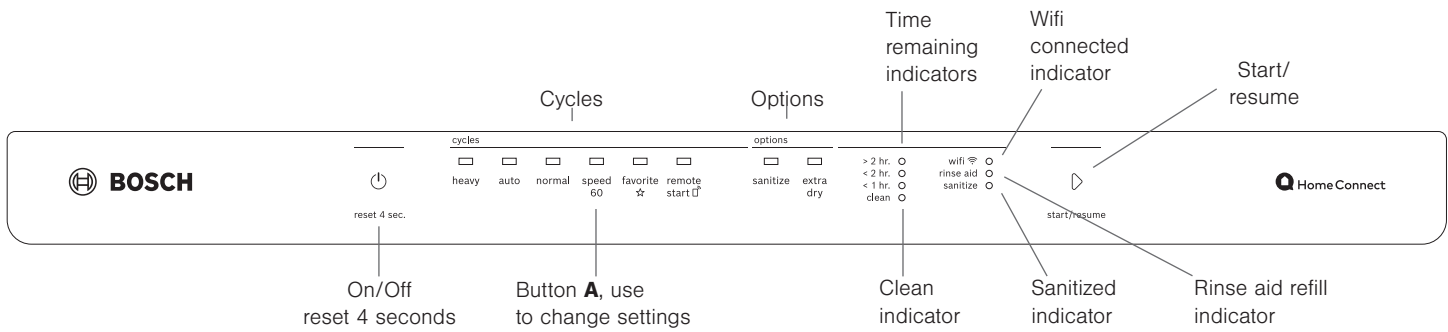 Time
remaining
indicators
Wifi
connected
indicator
Start/
resume
Cycles
Options
BOSCH
reset 4 sec.
cycles
heavy
auto
normal
speed
60
favorite
☆
remote
start
options
sanitize
extra
dry
> 2 hr.
< 2 hr.
< 1 hr.
clean
wifi
rinse aid
sanitize
start/resume
Home Connect
On/Off
reset 4 seconds
Button A, use
to change settings
Clean
indicator
Sanitized
indicator
Rinse aid refill
indicator